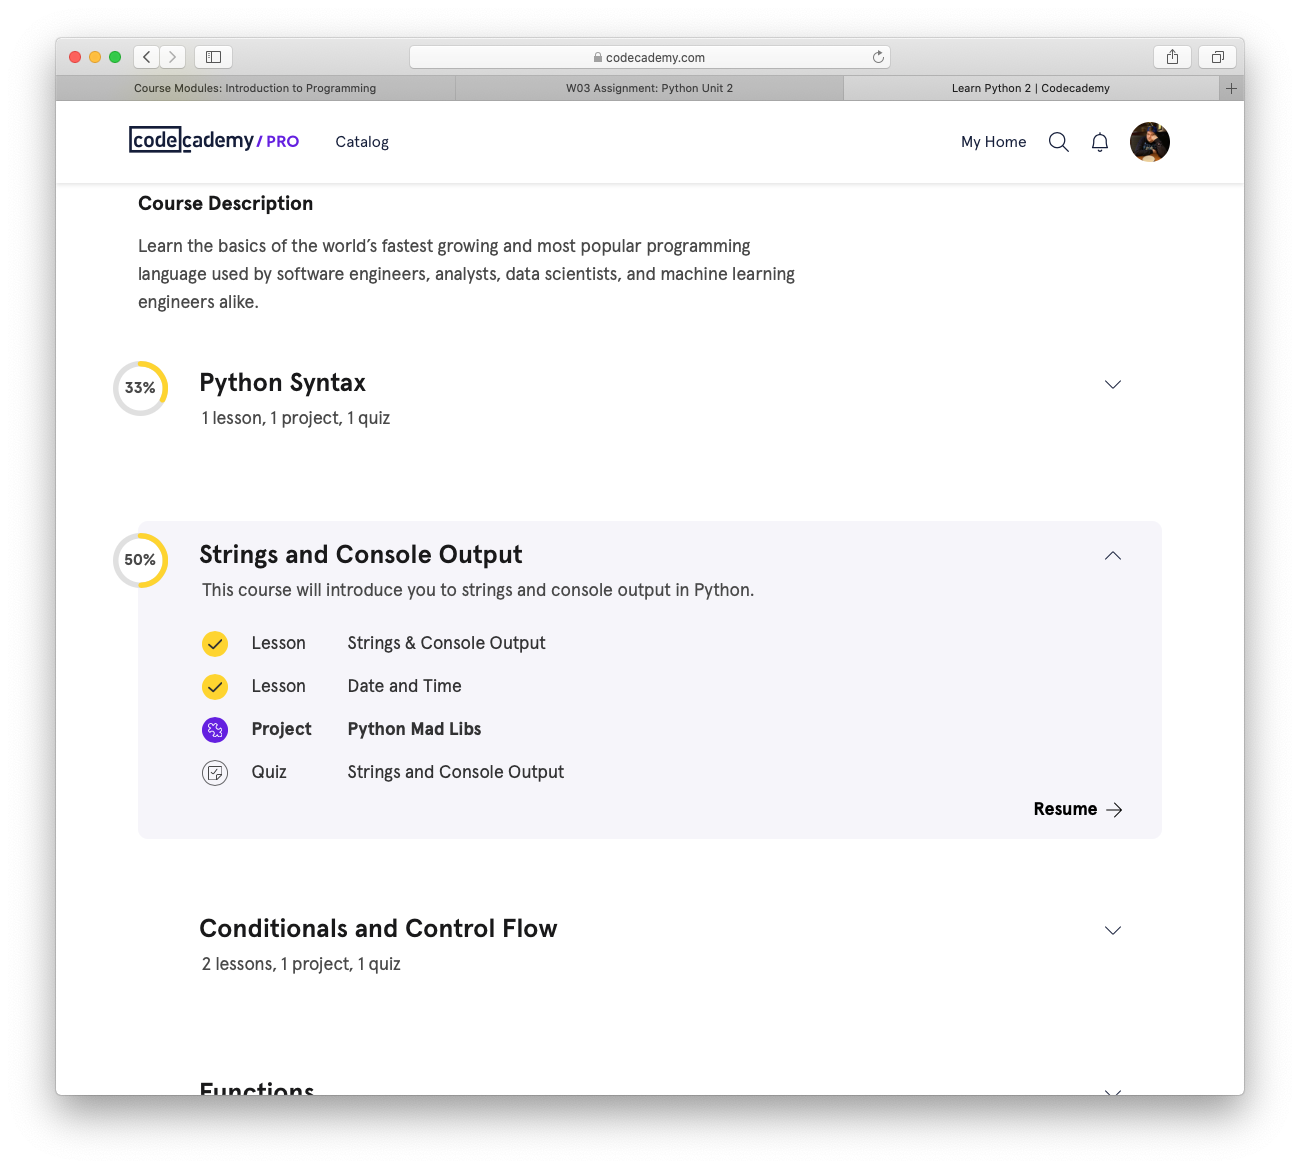 codecademy.com
Course Modules: Introduction to Programming
W03 Assignment: Python Unit 2
Learn Python 2 | Codecademy
codecademy / PRO
Catalog
My Home
Course Description
Learn the basics of the world’s fastest growing and most popular programming
language used by software engineers, analysts, data scientists, and machine learning
engineers alike.
33%
Python Syntax
1 lesson, 1 project, 1 quiz
50%
Strings and Console Output
This course will introduce you to strings and console output in Python.
Lesson Strings & Console Output
Lesson Date and Time
Project Python Mad Libs
Quiz Strings and Console Output
Resume
Conditionals and Control Flow
2 lessons, 1 project, 1 quiz
Functions